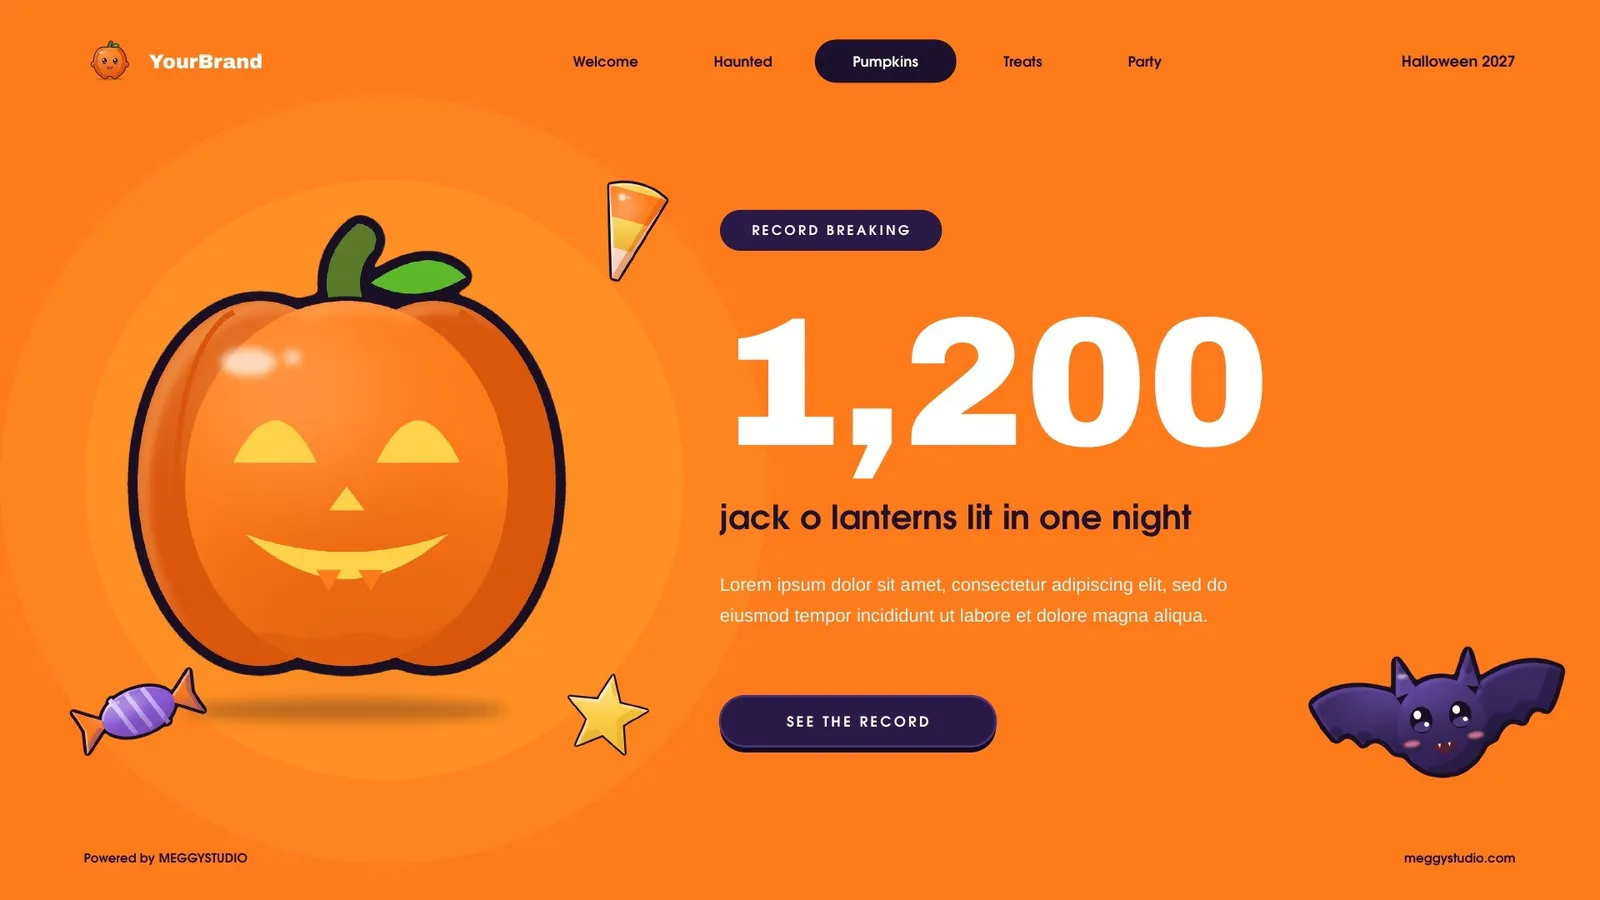 YourBrand
Welcome
Haunted
Pumpkins
Treats
Party
Halloween 2027
RECORD BREAKING
1,200
jack o lanterns lit in one night
Lorem ipsum dolor sit amet, consectetur adipiscing elit, sed do
eiusmod tempor incididunt ut labore et dolore magna aliqua.
SEE THE RECORD
Powered by MEGGYSTUDIO
meggystudio.com